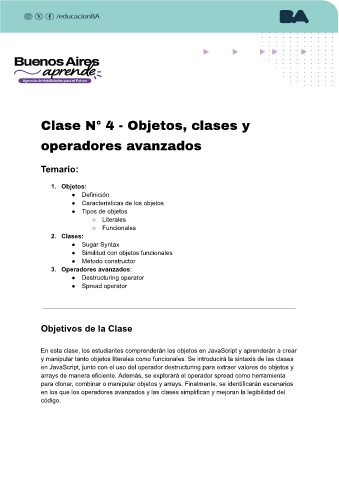 /educacionBA
BA
Buenos Aires
aprende
Agencia de Habilidades para el Futuro
Clase N° 4 - Objetos, clases y
operadores avanzados
Temario:
1. Objetos:
● Definición
● Características de los objetos
● Tipos de objetos
○ Literales
○ Funcionales
2. Clases:
● Sugar Syntax
● Similitud con objetos funcionales
● Método constructor
3. Operadores avanzados:
● Destructuring operator
● Spread operator
Objetivos de la Clase
En esta clase, los estudiantes comprenderán los objetos en JavaScript y aprenderán a crear
y manipular tanto objetos literales como funcionales. Se introducirá la sintaxis de las clases
en JavaScript, junto con el uso del operador destructuring para extraer valores de objetos y
arrays de manera eficiente. Además, se explorará el operador spread como herramienta
para clonar, combinar o manipular objetos y arrays. Finalmente, se identificarán escenarios
en los que los operadores avanzados y las clases simplifican y mejoran la legibilidad del
código.